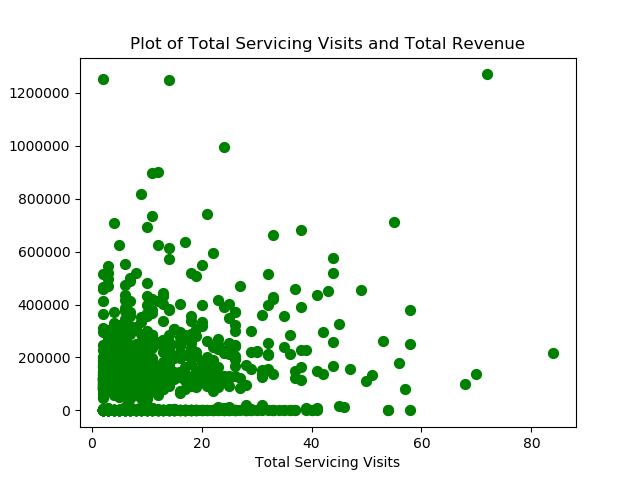 Plot of Total Servicing Visits and Total Revenue
1200000
1000000
800000
600000
400000
200000
0
0 20 40 60 80
Total Servicing Visits